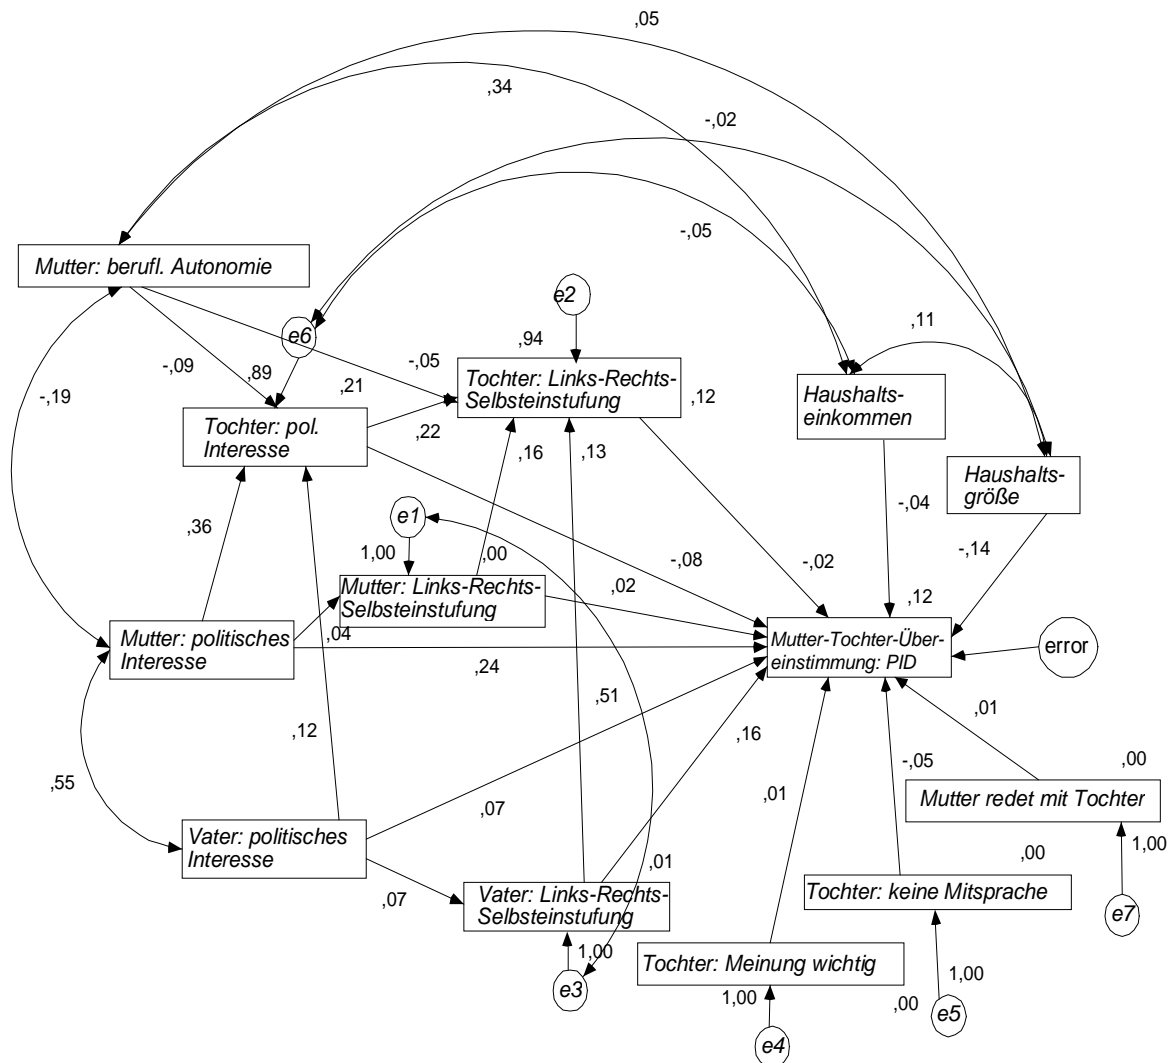 ,05
,34
-,02
-,05
Mutter: berufl. Autonomie
e2
e6
,11
,94
-,05
-,09
,89
,21
-,19
Tochter: Links-Rechts-
Selbsteinstufung
,12
Haushalts-
einkommen
Tochter: pol.
Interesse
,22
,16
,13
Haushalts-
größe
e1
,36
1,00
,00
-,08
-,04
-,14
Mutter: Links-Rechts-
Selbsteinstufung
,02
-,02
,12
Mutter: politisches
Interesse
,04
,24
Mutter-Tochter-Über-
einstimmung: PID
error
,51
,01
,12
,16
-,05
,55
,00
,07
,01
Mutter redet mit Tochter
Vater: politisches
Interesse
1,00
,00
,01
,07
Vater: Links-Rechts-
Selbsteinstufung
Tochter: keine Mitsprache
e7
1,00
Tochter: Meinung wichtig
1,00
e3
1,00
,00
e5
e4